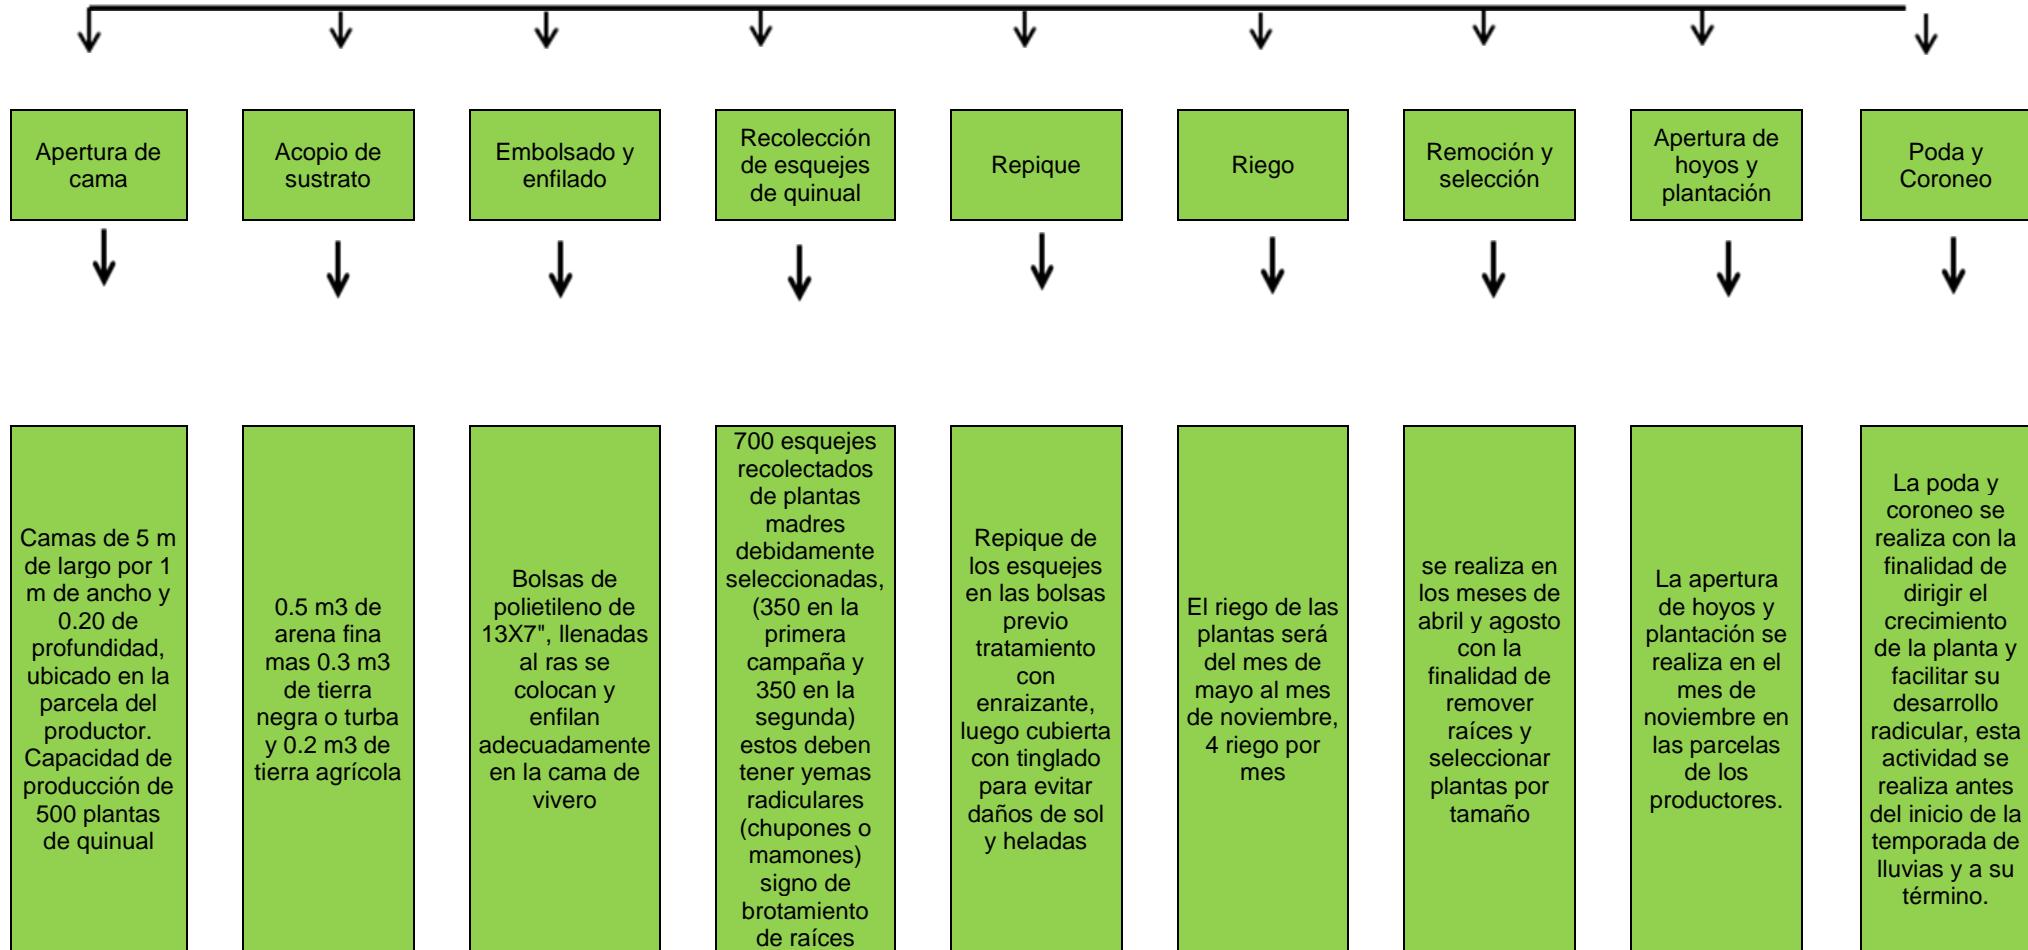 Apertura de
cama
Acopio de
sustrato
Embolsado y
enfilado
Recolección
de esquejes
de quinual
Repique
Riego
Remoción y
selección
Apertura de
hoyos y
plantación
Poda y
Coroneo
Camas de 5 m
de largo por 1
m de ancho y
0.20 de
profundidad,
ubicado en la
parcela del
productor.
Capacidad de
producción de
500 plantas
de quinual
0.5 m3 de
arena fina
mas 0.3 m3
de tierra
negra o turba
y 0.2 m3 de
tierra agrícola
Bolsas de
polietileno de
13X7", llenadas
al ras se
colocan y
enfilan
adecuadamente
en la cama de
vivero
700 esquejes
recolectados
de plantas
madres
debidamente
seleccionadas,
(350 en la
primera
campaña y
350 en la
segunda)
estos deben
tener yemas
radiculares
(chupones o
mamones)
signo de
brotamiento
de raíces
Repique de
los esquejes
en las bolsas
previo
tratamiento
con
enraizante,
luego cubierta
con tinglado
para evitar
daños de sol
y heladas
El riego de las
plantas será
del mes de
mayo al mes
de noviembre,
4 riego por
mes
se realiza en
los meses de
abril y agosto
con la
finalidad de
remover
raíces y
seleccionar
plantas por
tamaño
La apertura
de hoyos y
plantación se
realiza en el
mes de
noviembre en
las parcelas
de los
productores.
La poda y
coroneo se
realiza con la
finalidad de
dirigir el
crecimiento
de la planta y
facilitar su
desarrollo
radicular, esta
actividad se
realiza antes
del inicio de la
temporada de
lluvias y a su
término.